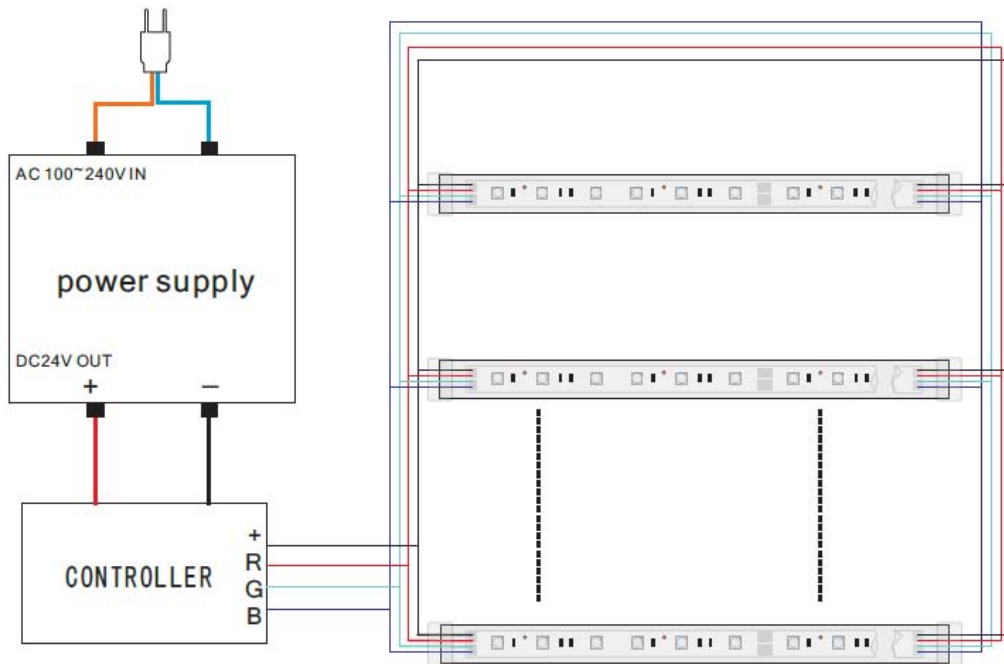 AC 100~240V IN
power supply
DC24V OUT
+ —
CONTROLLER
+
R
G
B